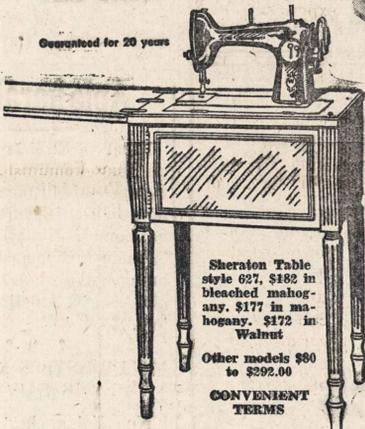 Guaranteed for 20 years
Sheraton Table
style 627, $182 in
bleached mahog-
any. $177 in ma-
hogany. $172 in
Walnut
Other models $80
to $292.00
CONVENIENT
TERMS